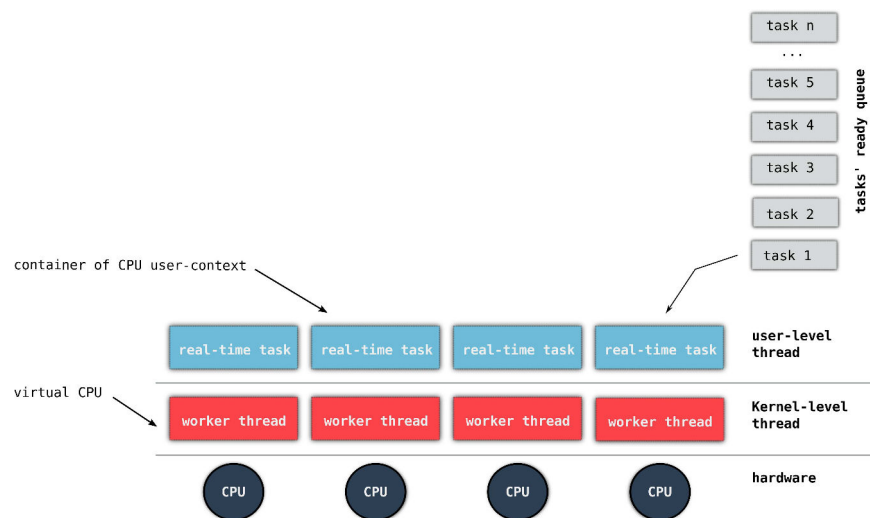 task n
...
task 5
task 4
task 3
task 2
task 1
tasks' ready queue
container of CPU user-context
real-time task
real-time task
real-time task
real-time task
user-level
thread
virtual CPU
worker thread
worker thread
worker thread
worker thread
Kernel-level
thread
CPU
CPU
CPU
CPU
hardware